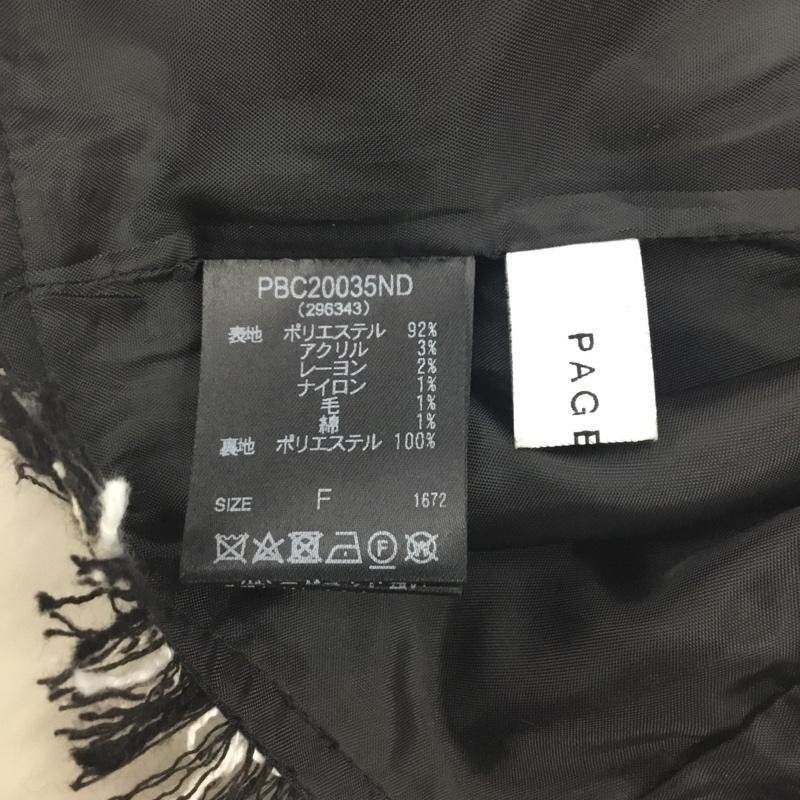 PBC20035ND
(296343)
表地 ポリエステル 92%
アクリル 3%
レーヨン 2%
ナイロン 1%
毛 1%
綿 1%
裏地 ポリエステル 100%
SIZE F 1672
F W
PAGE